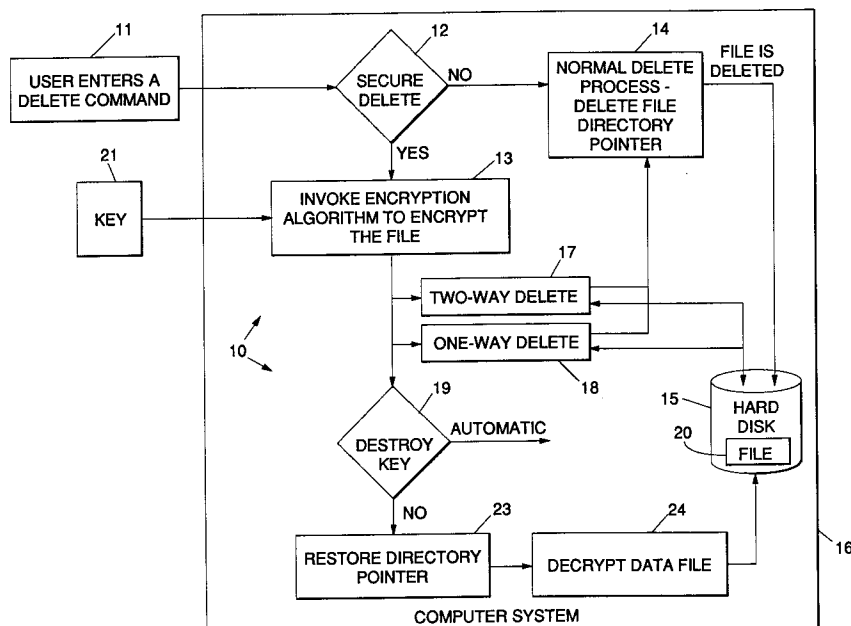 11
USER ENTERS A
DELETE COMMAND
12
SECURE
DELETE
NO
YES
14
NORMAL DELETE
PROCESS -
DELETE FILE
DIRECTORY
POINTER
FILE IS
DELETED
21
KEY
13
INVOKE ENCRYPTION
ALGORITHM TO ENCRYPT
THE FILE
17
TWO-WAY DELETE
ONE-WAY DELETE
18
10
19
DESTROY
KEY
AUTOMATIC
NO
15
HARD
DISK
20
FILE
23
RESTORE DIRECTORY
POINTER
24
DECRYPT DATA FILE
16
COMPUTER SYSTEM